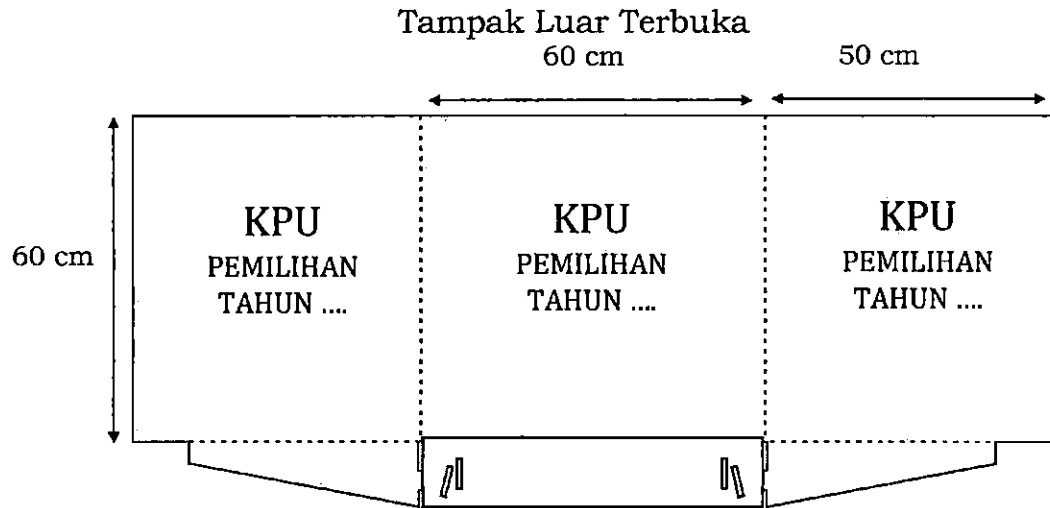 Tampak Luar Terbuka
60 cm
50 cm
60 cm
KPU
PEMILIHAN
TAHUN ....
KPU
PEMILIHAN
TAHUN ....
KPU
PEMILIHAN
TAHUN ....